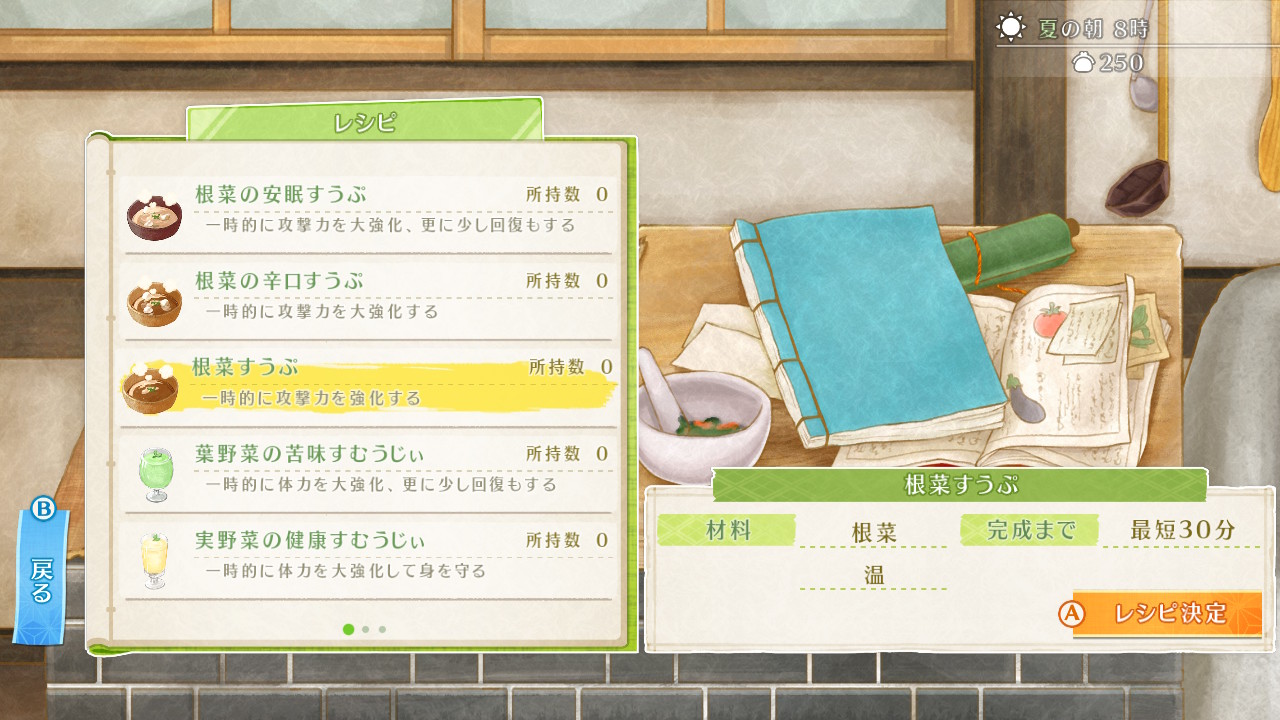 夏の朝 8時
250
レシピ
根菜の安眠すうぷ 所持数 0
一時的に攻撃力を大強化、更に少し回復もする
根菜の辛口すうぷ 所持数 0
一時的に攻撃力を大強化する
根菜すうぷ 所持数 0
一時的に攻撃力を強化する
葉野菜の苦味すむうじぃ 所持数 0
一時的に体力を大強化、更に少し回復もする
実野菜の健康すむうじぃ 所持数 0
一時的に体力を大強化して身を守る
B
戻る
根菜すうぷ
材料 根菜 完成まで 最短30分
温
A レシピ決定